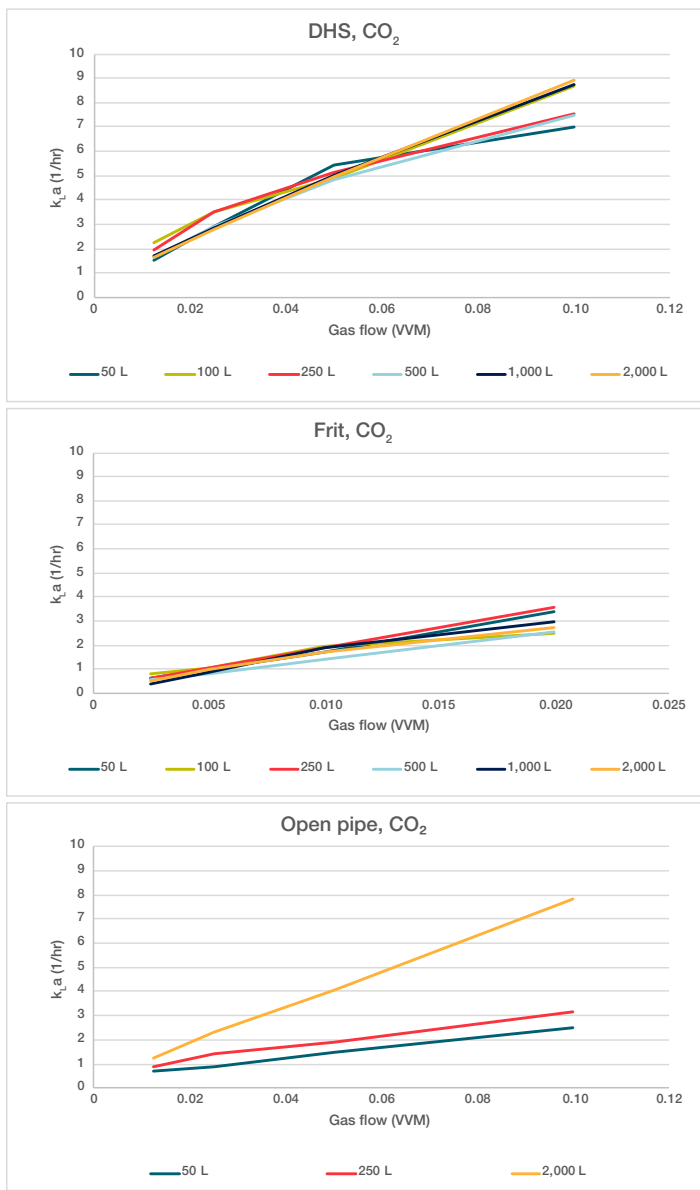 DHS, CO₂
10
9
8
7
6
5
4
3
2
1
0
kLa (1/hr)
0 0.02 0.04 0.06 0.08 0.10 0.12
Gas flow (VVM)
50 L 100 L 250 L 500 L 1,000 L 2,000 L
Frit, CO₂
10
9
8
7
6
5
4
3
2
1
0
kLa (1/hr)
0 0.005 0.010 0.015 0.020 0.025
Gas flow (VVM)
50 L 100 L 250 L 500 L 1,000 L 2,000 L
Open pipe, CO₂
10
9
8
7
6
5
4
3
2
1
0
kLa (1/hr)
0 0.02 0.04 0.06 0.08 0.10 0.12
Gas flow (VVM)
50 L 250 L 2,000 L